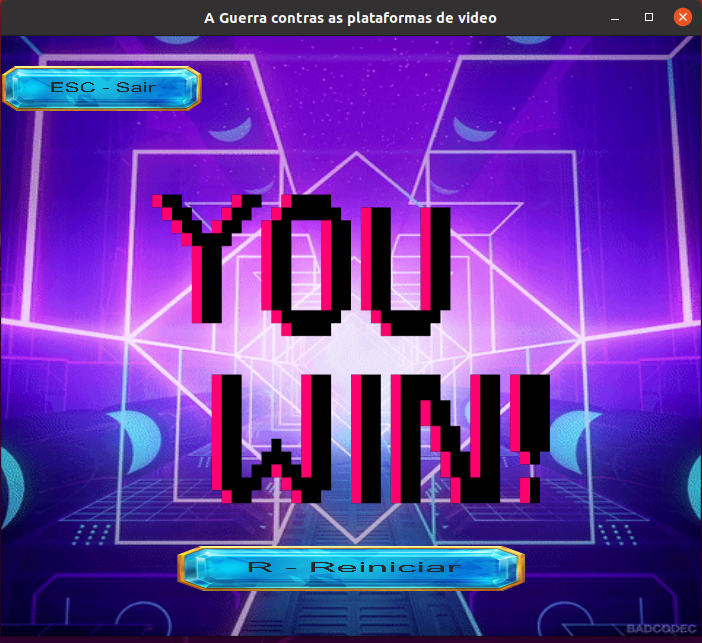 A Guerra contras as plataformas de video
ESC - Sair
YOU
WIN!
R - Reiniciar
BADCODEC